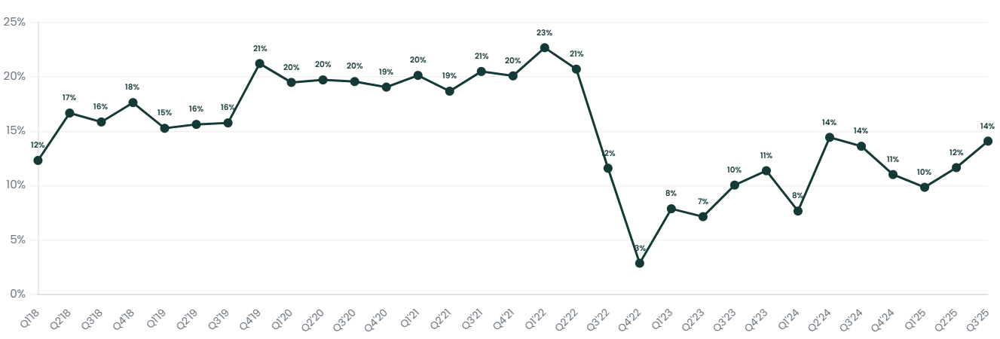 25%
20%
15%
10%
5%
0%
12%
17%
16%
18%
15%
16%
16%
21%
20%
20%
20%
19%
20%
19%
21%
20%
23%
21%
12%
3%
8%
7%
10%
11%
8%
14%
14%
11%
10%
12%
14%
Q1'18
Q2'18
Q3'18
Q4'18
Q1'19
Q2'19
Q3'19
Q4'19
Q1'20
Q2'20
Q3'20
Q4'20
Q1'21
Q2'21
Q3'21
Q4'21
Q1'22
Q2'22
Q3'22
Q4'22
Q1'23
Q2'23
Q3'23
Q4'23
Q1'24
Q2'24
Q3'24
Q4'24
Q1'25
Q2'25
Q3'25